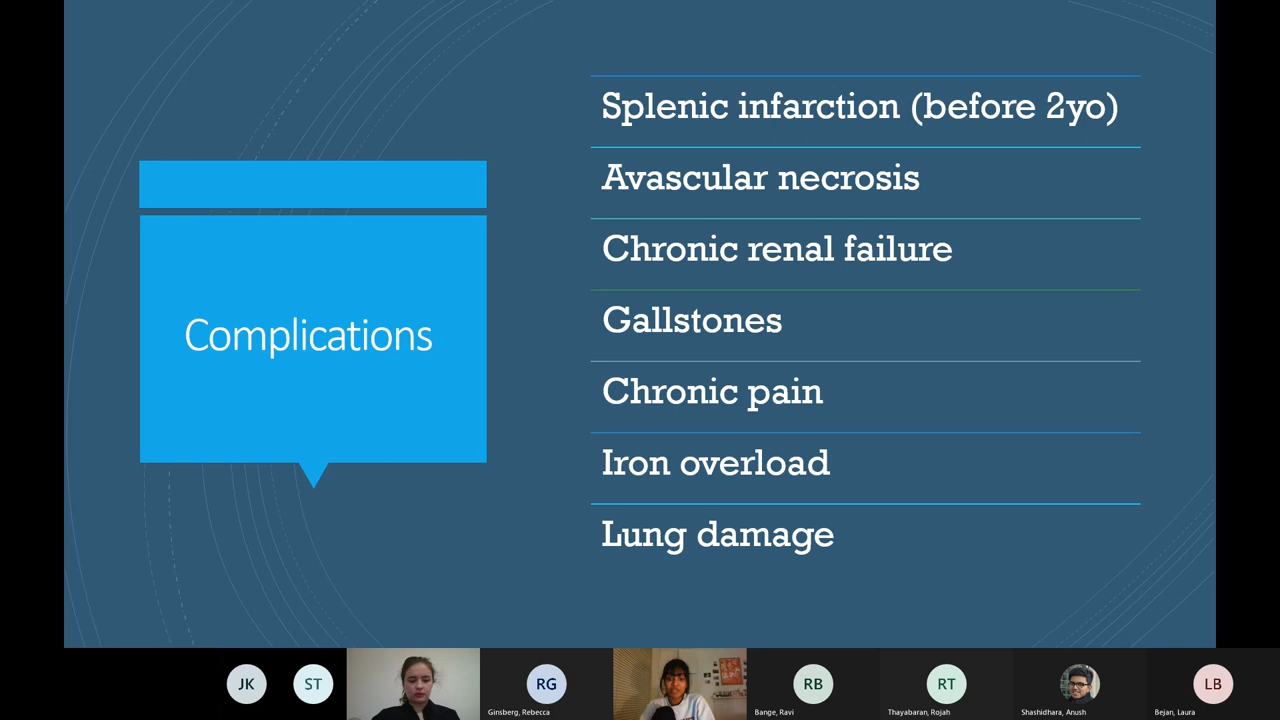 Complications
Splenic infarction (before 2yo)
Avascular necrosis
Chronic renal failure
Gallstones
Chronic pain
Iron overload
Lung damage
JK
ST
RG
Ginsberg, Rebecca
RB
Bange, Ravi
RT
Thayabaran, Rojah
Shashidhara, Anush
LB
Bejan, Laura